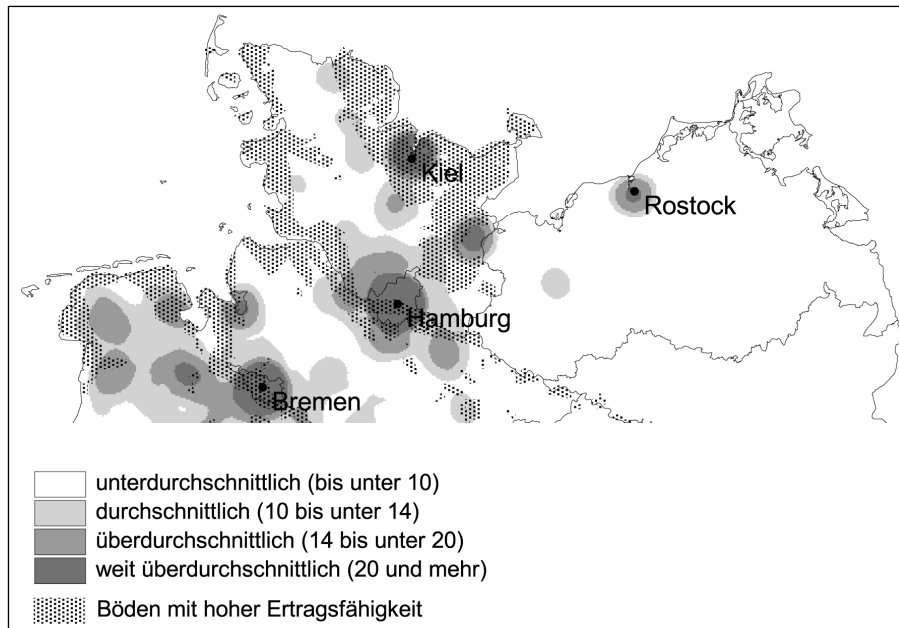 Kiel
Rostock
Hamburg
Bremen
unterdurchschnittlich (bis unter 10)
durchschnittlich (10 bis unter 14)
überdurchschnittlich (14 bis unter 20)
weit überdurchschnittlich (20 und mehr)
Böden mit hoher Ertragsfähigkeit